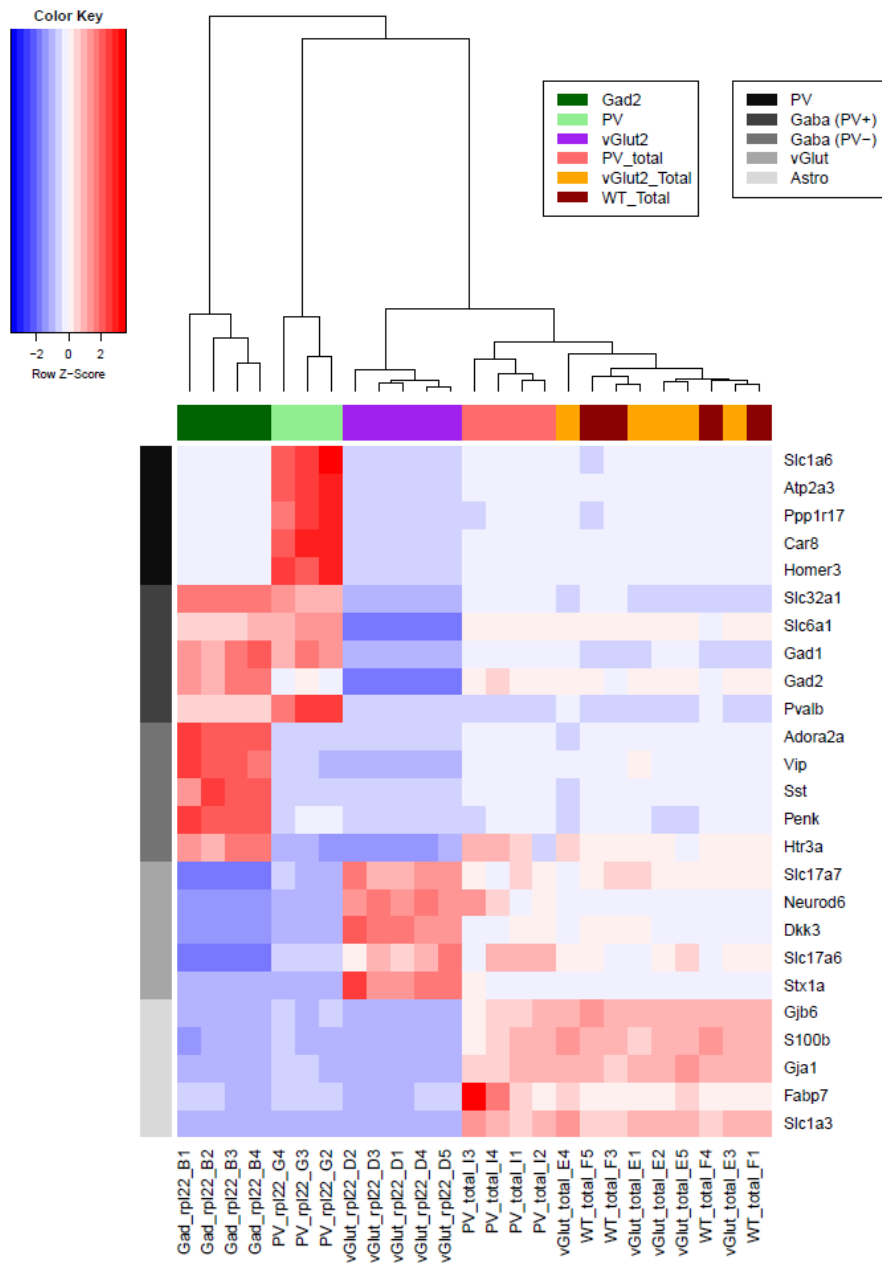 Color Key
−2 0 2
Row Z−Score
Gad2
PV
vGlut2
PV_total
vGlut2_Total
WT_Total
PV
Gaba (PV+)
Gaba (PV−)
vGlut
Astro
Slc1a6
Atp2a3
Ppp1r17
Car8
Homer3
Slc32a1
Slc6a1
Gad1
Gad2
Pvalb
Adora2a
Vip
Sst
Penk
Htr3a
Slc17a7
Neurod6
Dkk3
Slc17a6
Stx1a
Gjb6
S100b
Gja1
Fabp7
Slc1a3
Gad_rpl22_B1
Gad_rpl22_B2
Gad_rpl22_B3
Gad_rpl22_B4
PV_rpl22_G4
PV_rpl22_G3
PV_rpl22_G2
vGlut_rpl22_D2
vGlut_rpl22_D3
vGlut_rpl22_D1
vGlut_rpl22_D4
vGlut_rpl22_D5
PV_total_I3
PV_total_I4
PV_total_I1
PV_total_I2
vGlut_total_E4
WT_total_F5
WT_total_F3
vGlut_total_E1
vGlut_total_E2
vGlut_total_E5
WT_total_F4
vGlut_total_E3
WT_total_F1